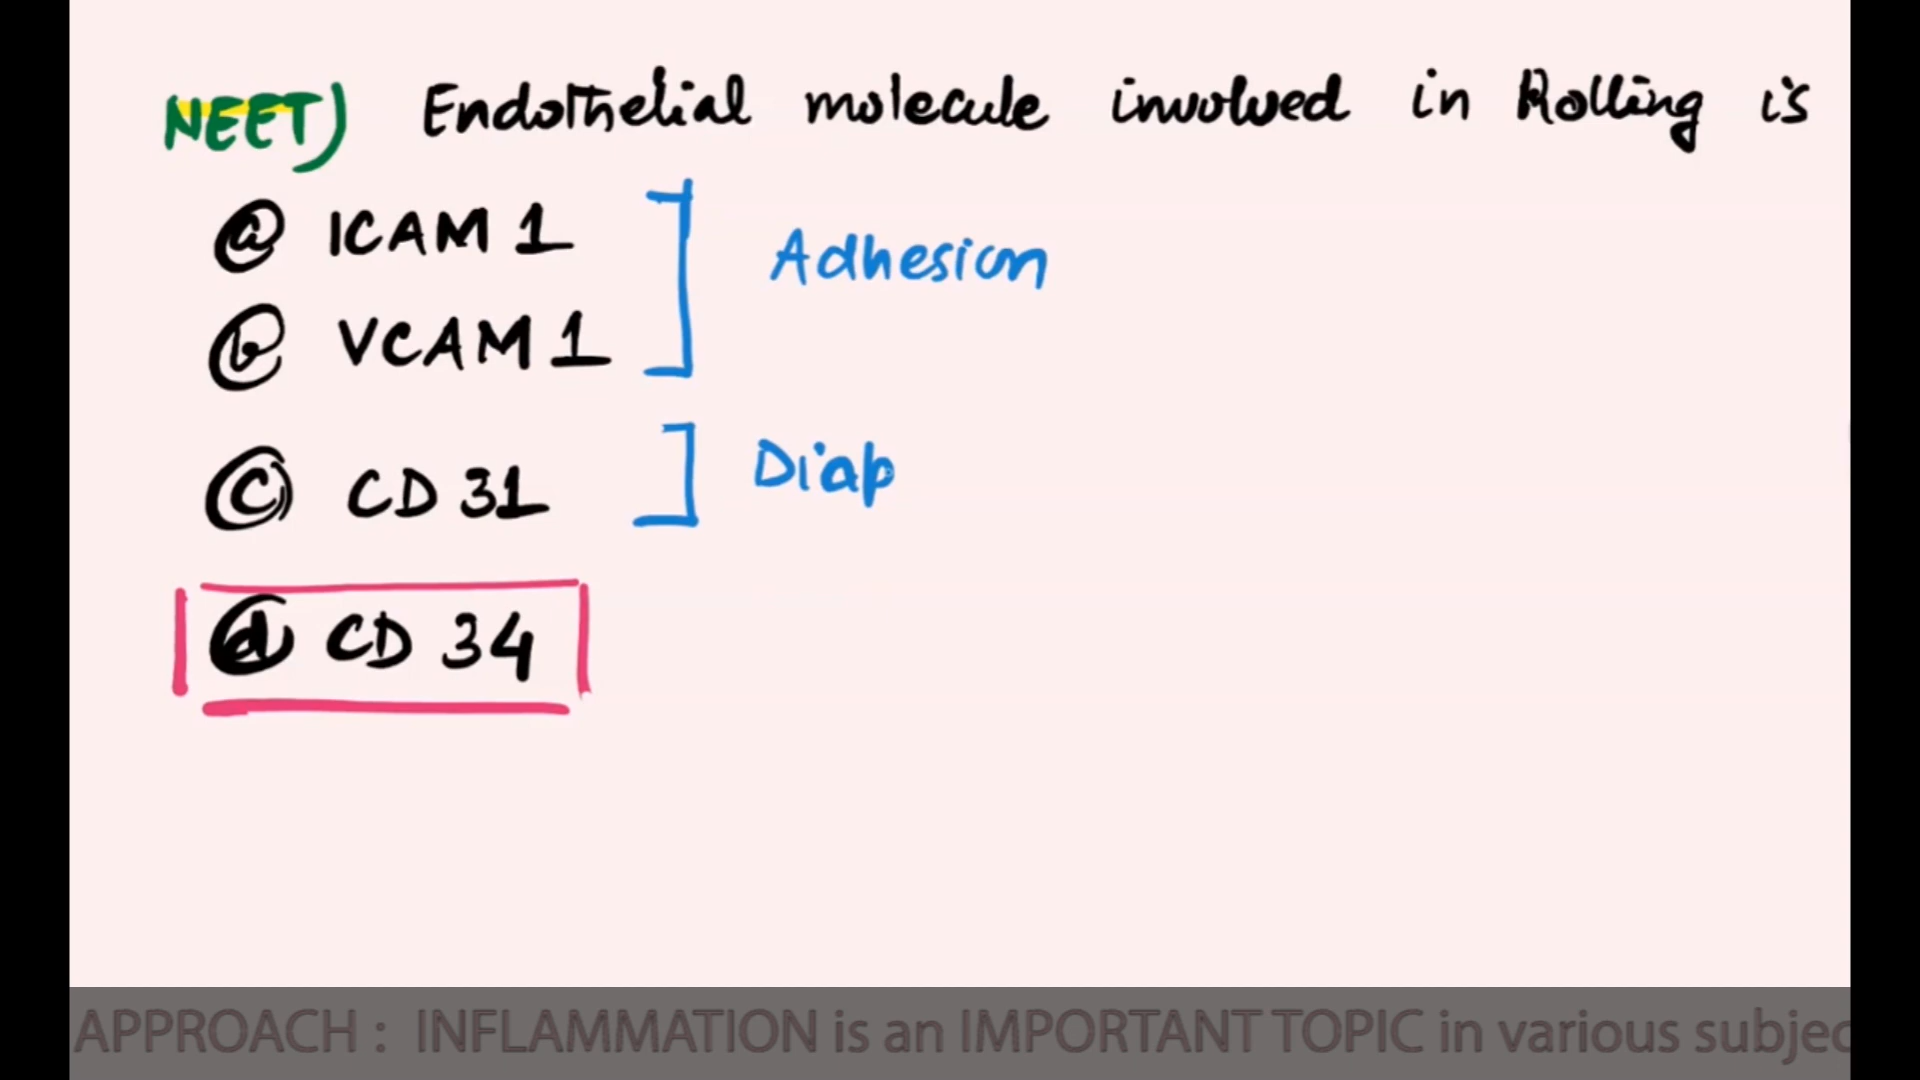 NEET) Endothelial molecule involved in Rolling is
ⓐ ICAM 1
ⓑ VCAM 1
Adhesion
ⓒ CD 31
Diap
ⓓ CD 34
APPROACH : INFLAMMATION is an IMPORTANT TOPIC in various subjec